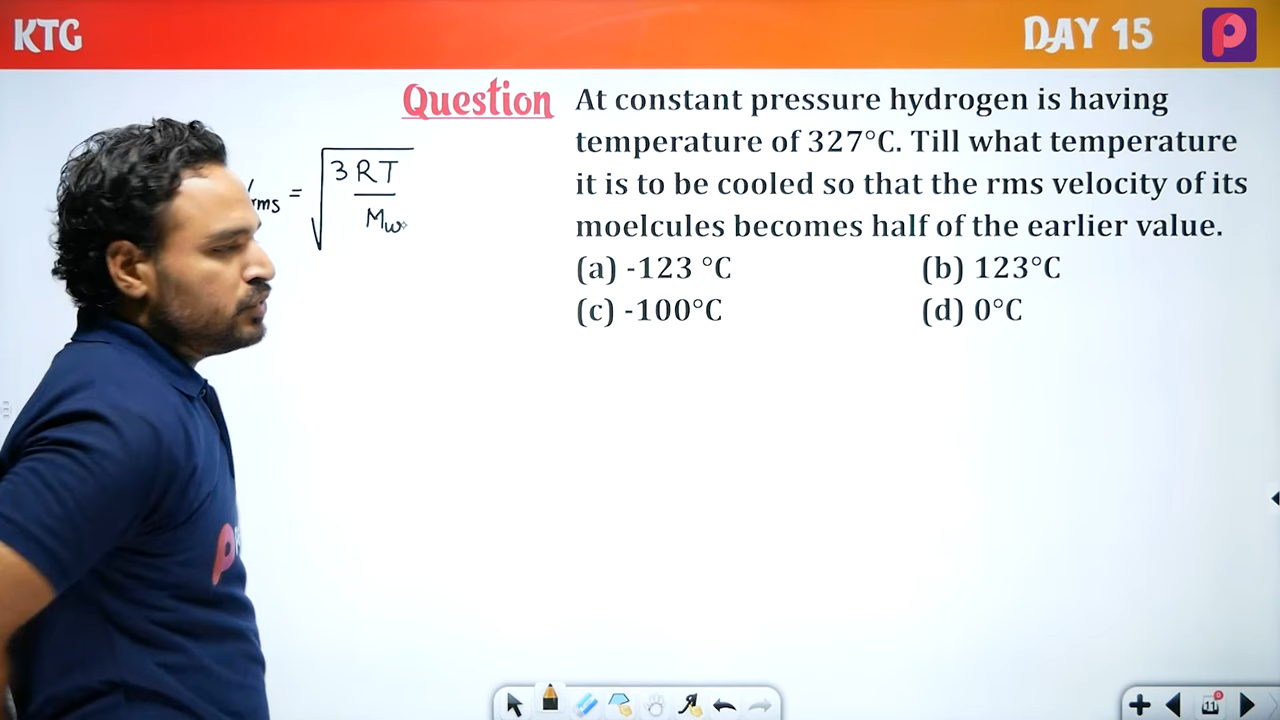 KTG
DAY 15
Question
At constant pressure hydrogen is having
temperature of 327°C. Till what temperature
it is to be cooled so that the rms velocity of its
moelcules becomes half of the earlier value.
(a) -123 °C
(b) 123°C
(c) -100°C
(d) 0°C
rms = √(3RT/Mw)
11